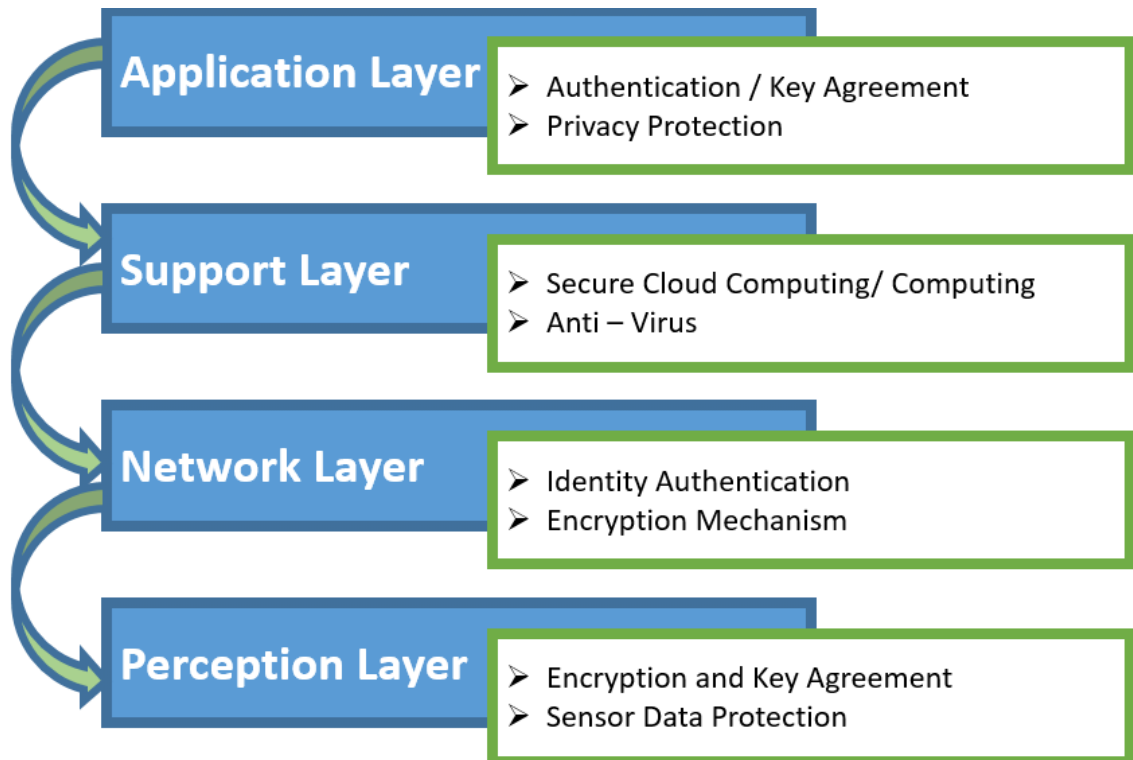 Application Layer
➢ Authentication / Key Agreement
➢ Privacy Protection
Support Layer
➢ Secure Cloud Computing/ Computing
➢ Anti – Virus
Network Layer
➢ Identity Authentication
➢ Encryption Mechanism
Perception Layer
➢ Encryption and Key Agreement
➢ Sensor Data Protection